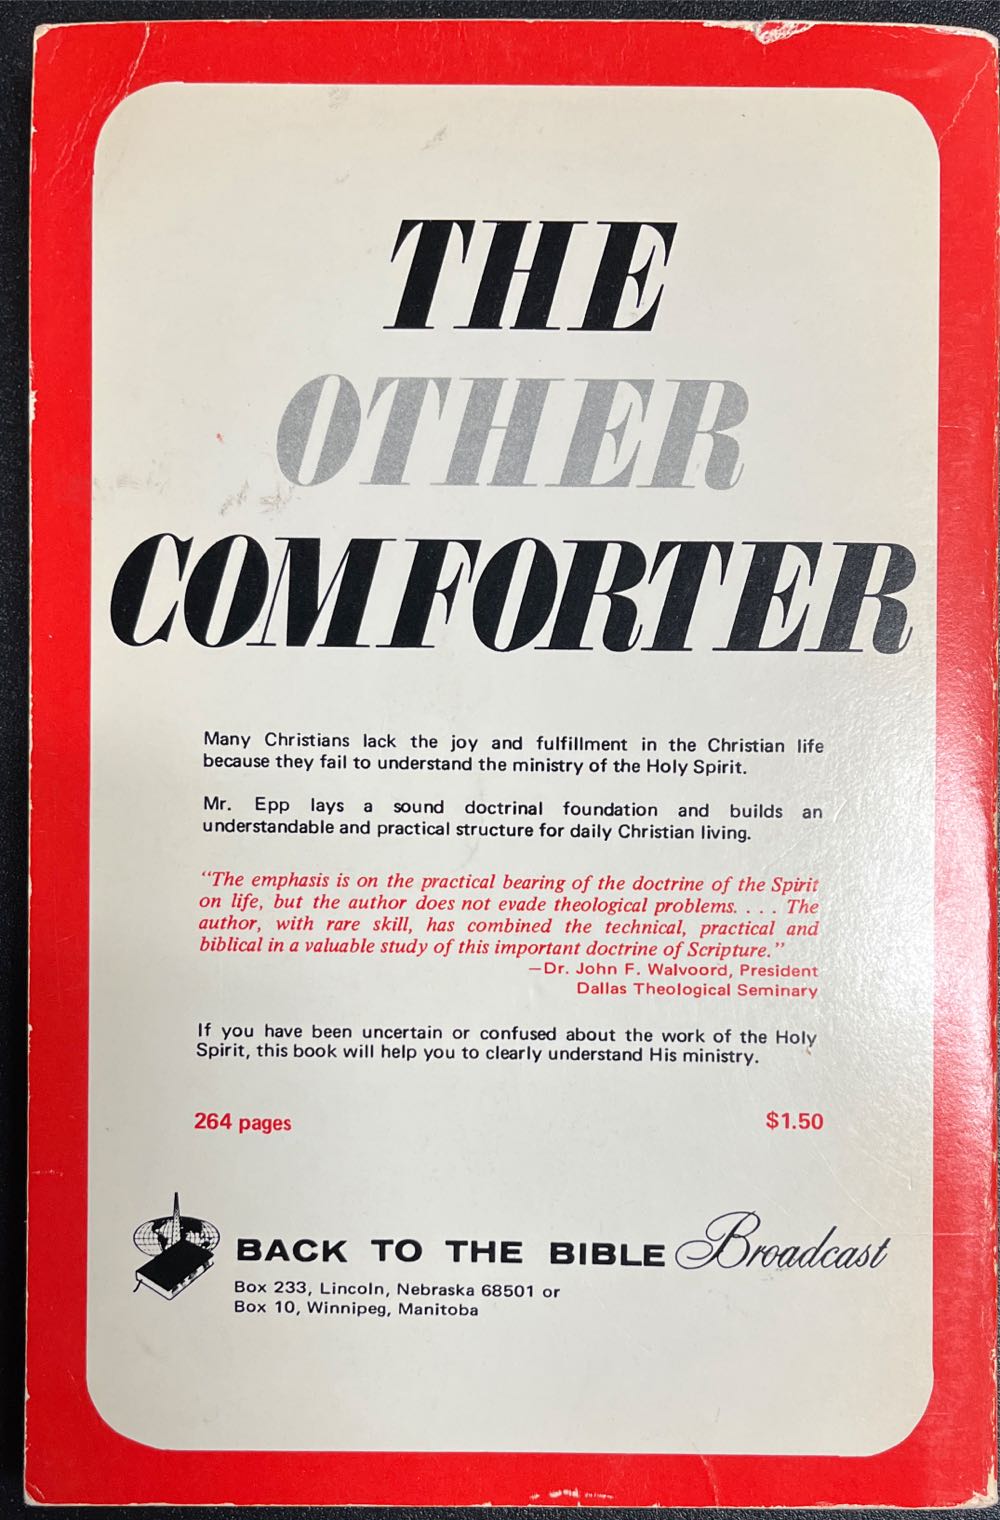 THE
OTHER
COMFORTER
Many Christians lack the joy and fulfillment in the Christian life
because they fail to understand the ministry of the Holy Spirit.
Mr. Epp lays a sound doctrinal foundation and builds an
understandable and practical structure for daily Christian living.
“The emphasis is on the practical bearing of the doctrine of the Spirit
on life, but the author does not evade theological problems. . . . The
author, with rare skill, has combined the technical, practical and
biblical in a valuable study of this important doctrine of Scripture.”
—Dr. John F. Walvoord, President
Dallas Theological Seminary
If you have been uncertain or confused about the work of the Holy
Spirit, this book will help you to clearly understand His ministry.
264 pages $1.50
BACK TO THE BIBLE Broadcast
Box 233, Lincoln, Nebraska 68501 or
Box 10, Winnipeg, Manitoba